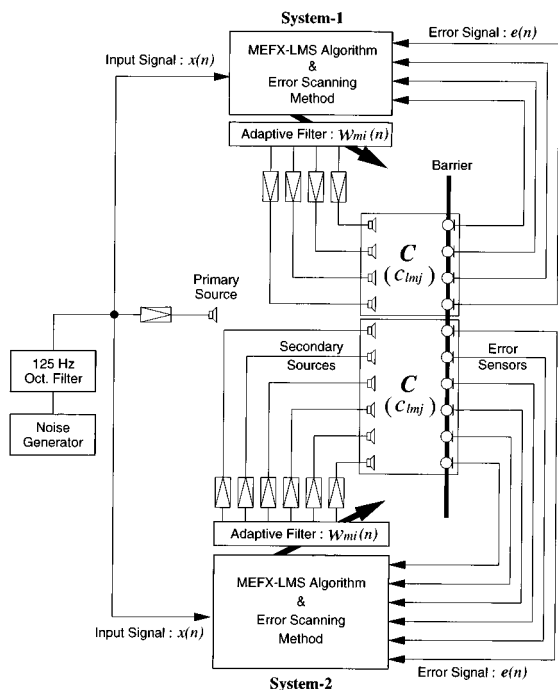 System-1
Error Signal : e(n)
Input Signal : x(n)
MEFX-LMS Algorithm
&
Error Scanning
Method
Adaptive Filter : wmi(n)
Barrier
C
(clmj)
Primary
Source
Secondary
Sources
C
(clmj)
Error
Sensors
125 Hz
Oct. Filter
Noise
Generator
Adaptive Filter : wmi(n)
MEFX-LMS Algorithm
&
Error Scanning
Method
Input Signal : x(n)
Error Signal : e(n)
System-2